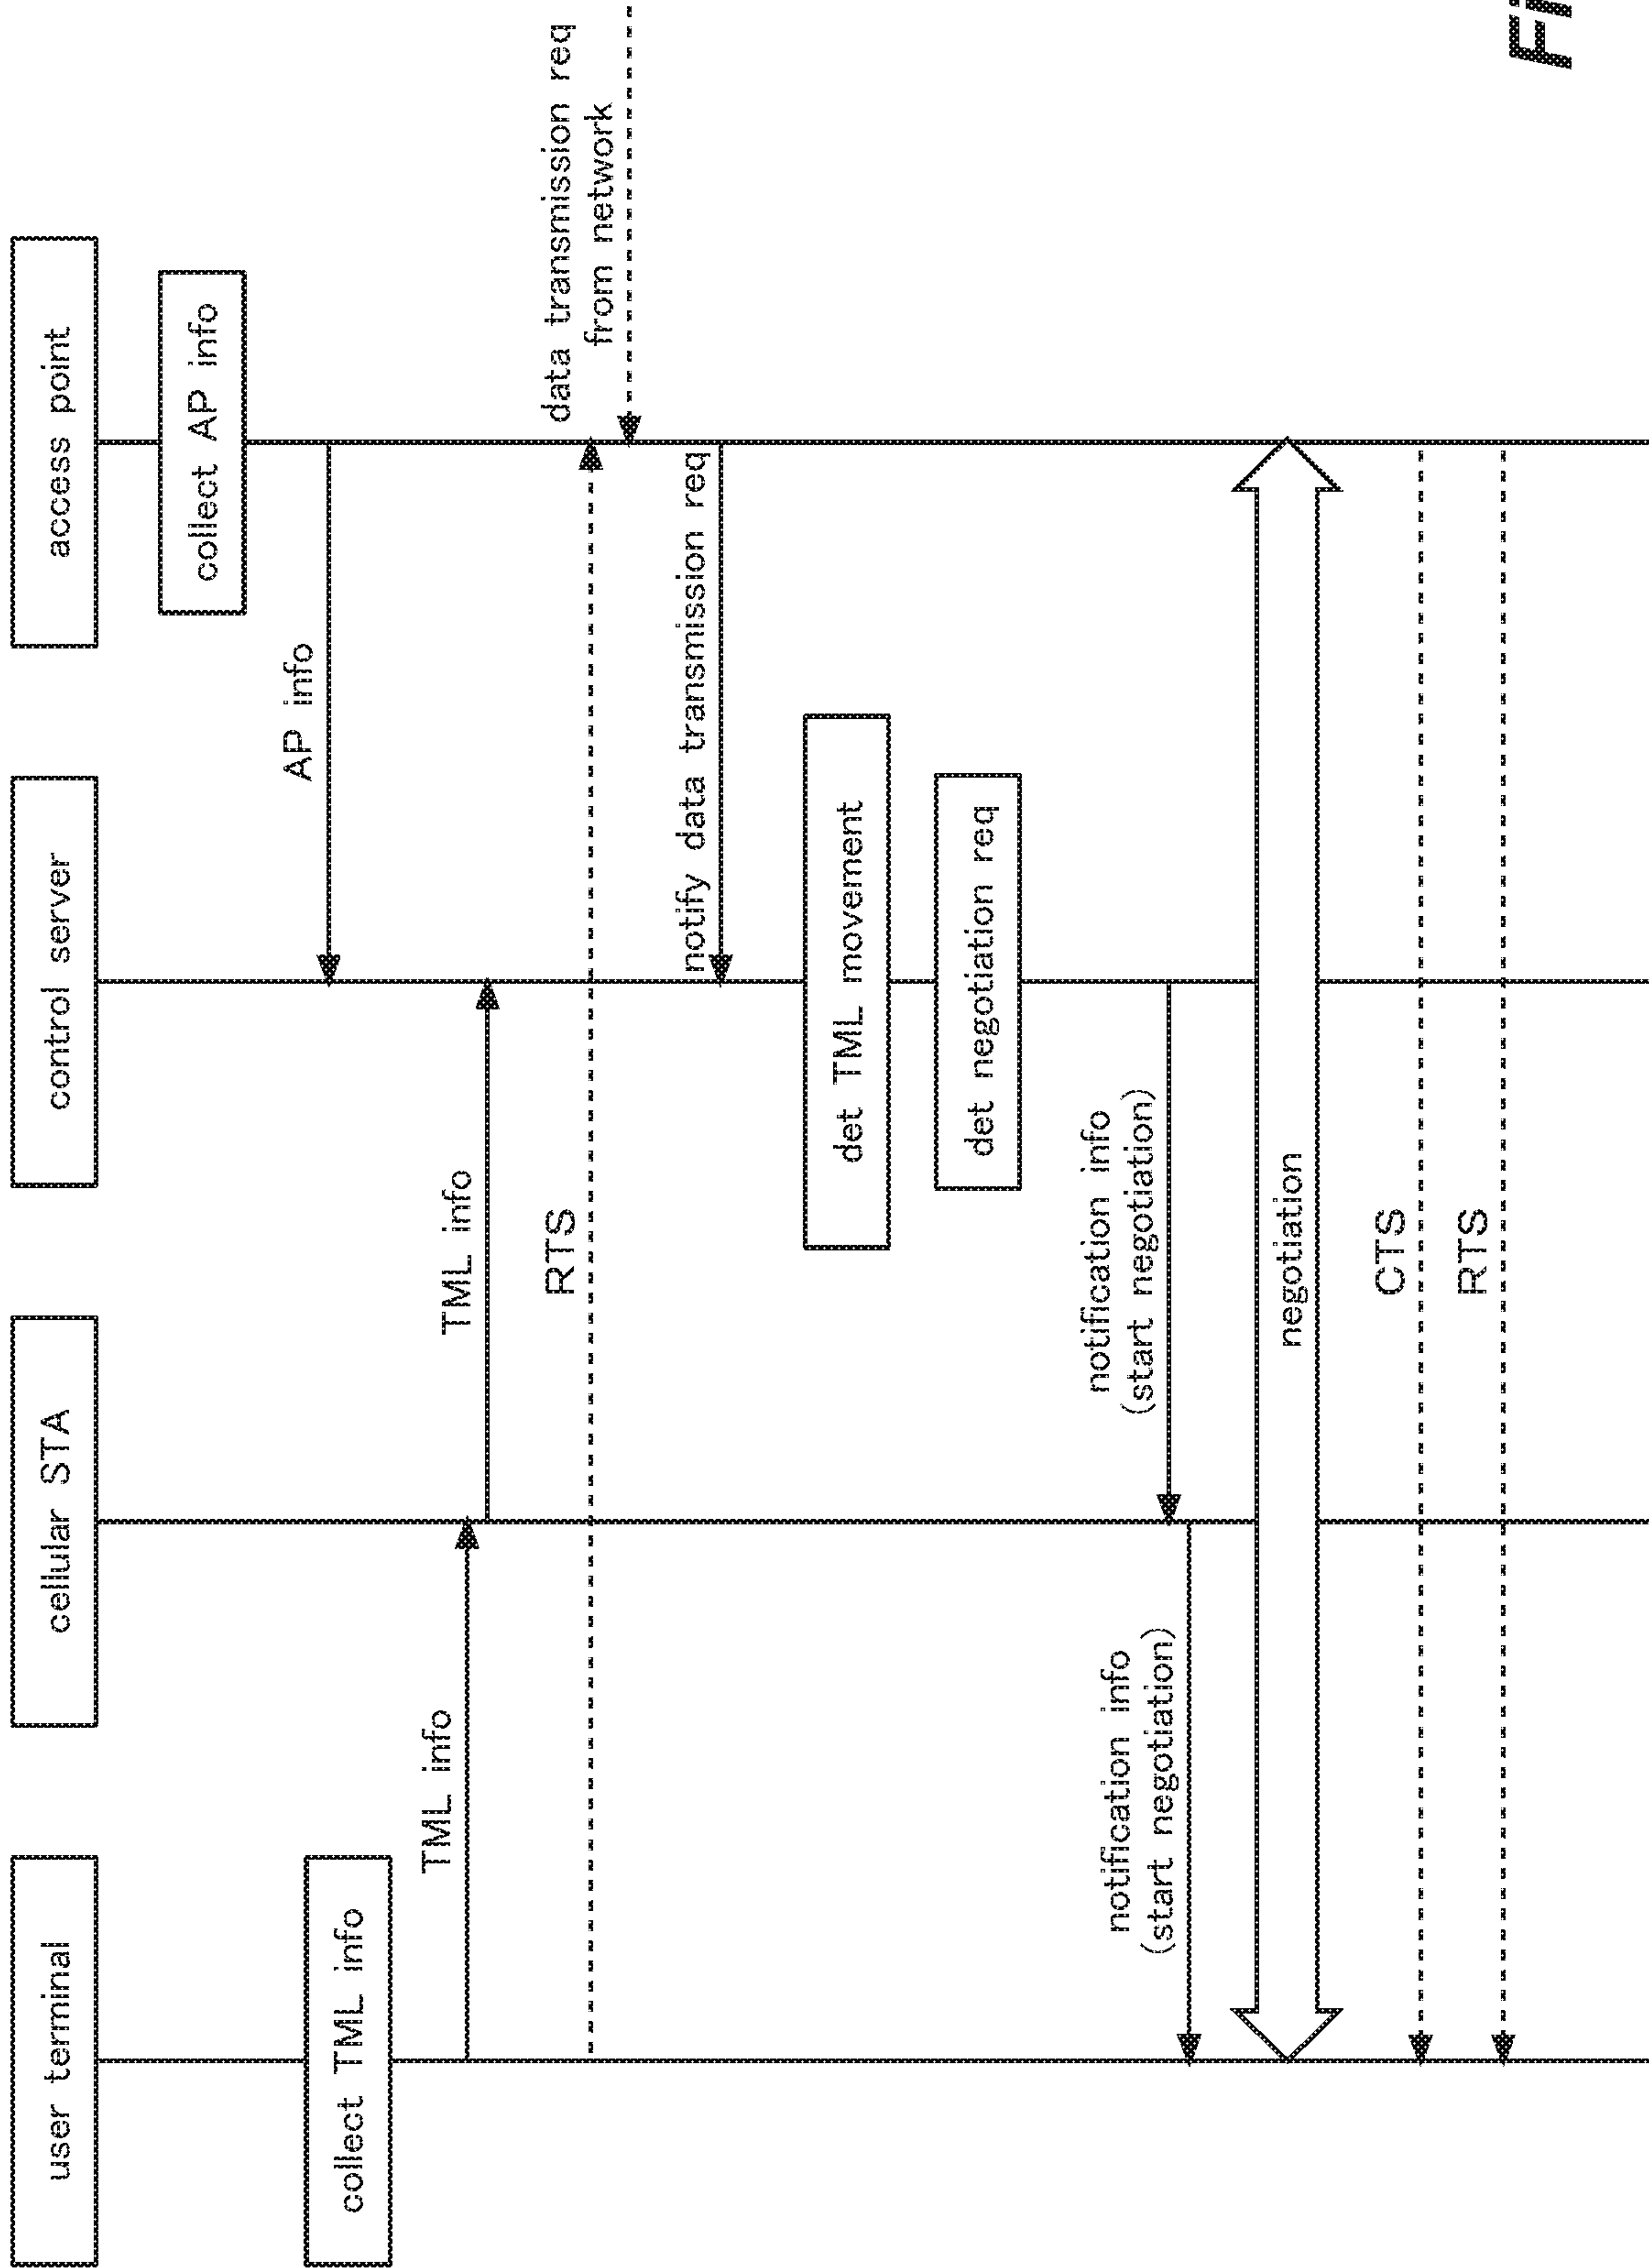 user terminal
cellular STA
control server
access point
collect AP info
AP info
collect TML info
TML info
TML info
RTS
data transmission req
from network
notify data transmission req
det TML movement
det negotiation req
notification info
(start negotiation)
notification info
(start negotiation)
negotiation
CTS
RTS